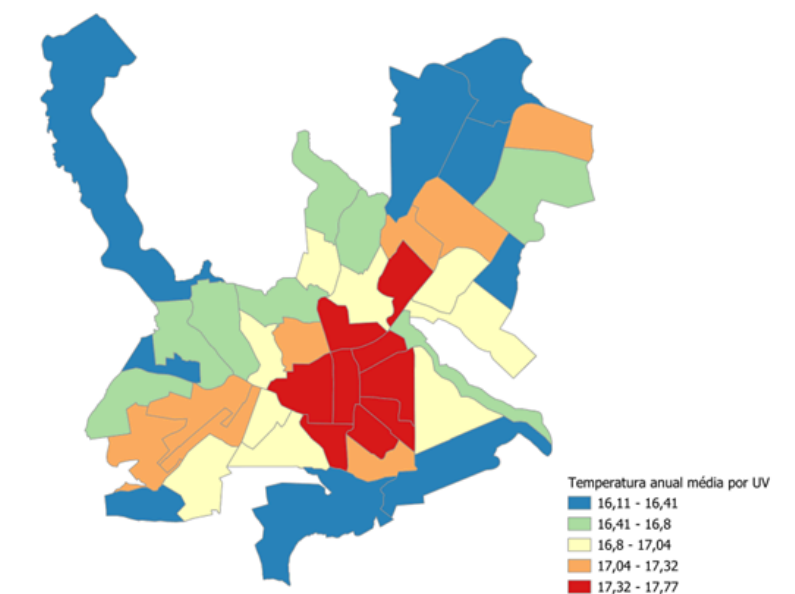 Temperatura anual média por UV
16,11 - 16,41
16,41 - 16,8
16,8 - 17,04
17,04 - 17,32
17,32 - 17,77